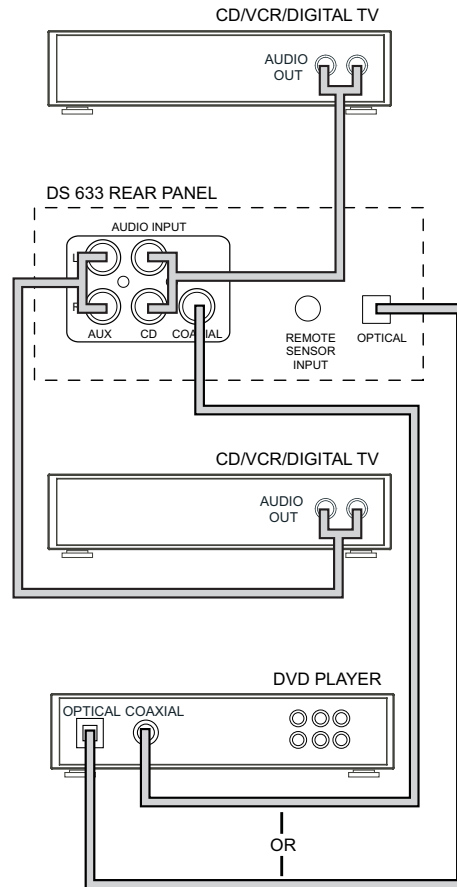 CD/VCR/DIGITAL TV
AUDIO
OUT
DS 633 REAR PANEL
AUDIO INPUT
L
R
AUX CD COAXIAL
REMOTE
SENSOR
INPUT
OPTICAL
CD/VCR/DIGITAL TV
AUDIO
OUT
DVD PLAYER
OPTICAL COAXIAL
OR